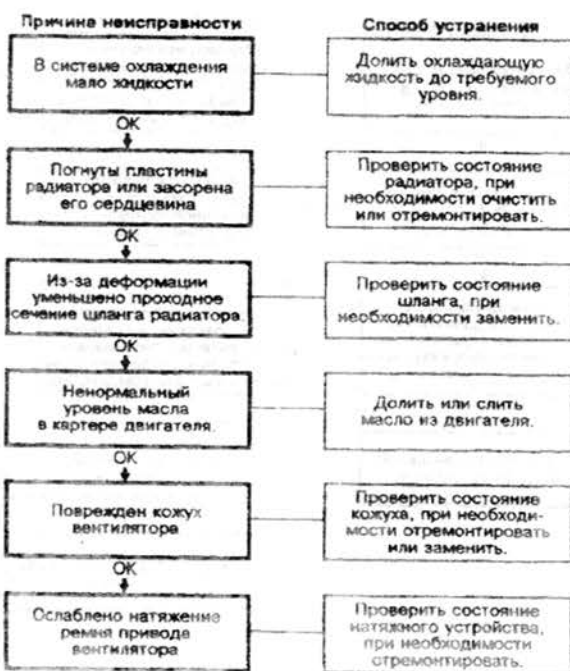 Причина неисправности
Способ устранения
В системе охлаждения
мало жидкости
Долить охлаждающую
жидкость до требуемого
уровня.
ОК
Погнуты пластины
радиатора или засорена
его сердцевина
Проверить состояние
радиатора, при
необходимости очистить
или отремонтировать.
ОК
Из-за деформации
уменьшено проходное
сечение шланга радиатора.
Проверить состояние
шланга, при
необходимости заменить.
ОК
Ненормальный
уровень масла
в картере двигателя.
Долить или слить
масло из двигателя.
ОК
Поврежден кожух
вентилятора
Проверить состояние
кожуха, при необходи-
мости отремонтировать
или заменить.
ОК
Ослаблено натяжение
ремня привода
вентилятора
Проверить состояние
натяжного устройства,
при необходимости
отремонтировать.